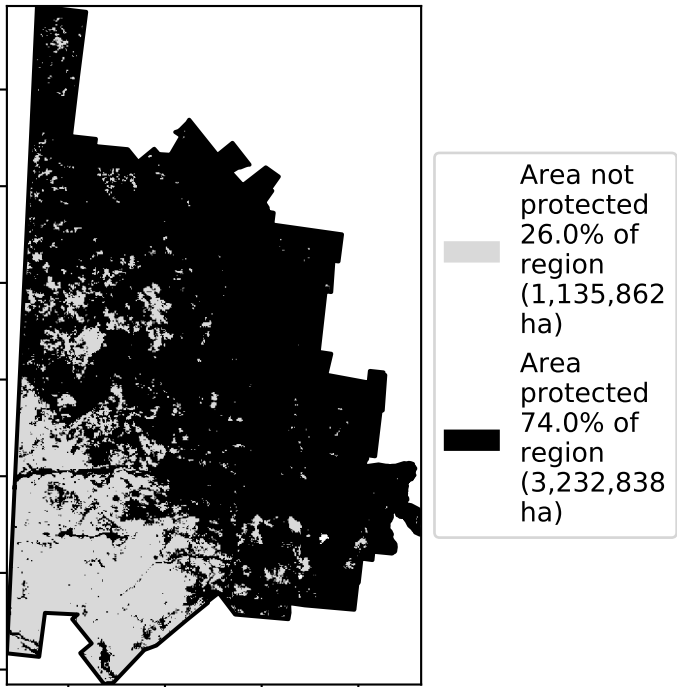 Area not
protected
26.0% of
region
(1,135,862
ha)
Area
protected
74.0% of
region
(3,232,838
ha)